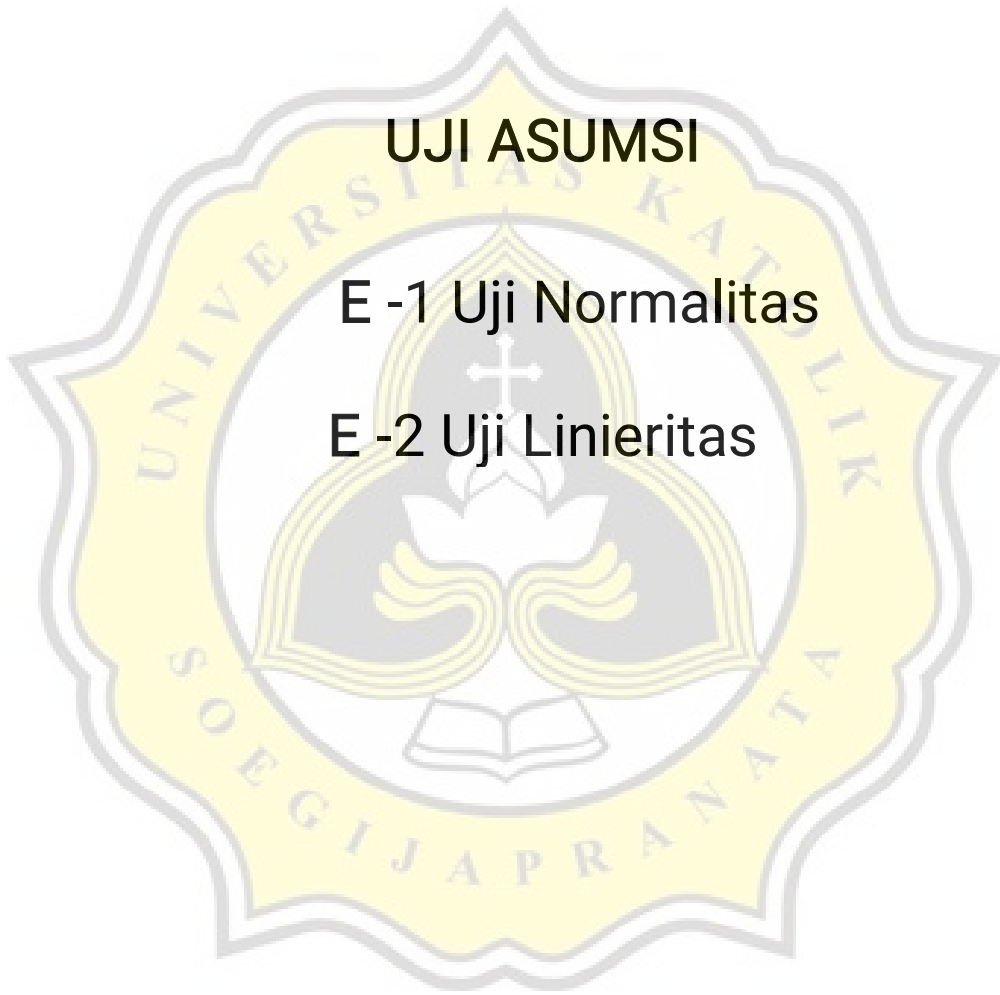 UJI ASUMSI
UNIVERSITAS KATOLIK
E -1 Uji Normalitas
E -2 Uji Linieritas
SOEGIJAPRANATA